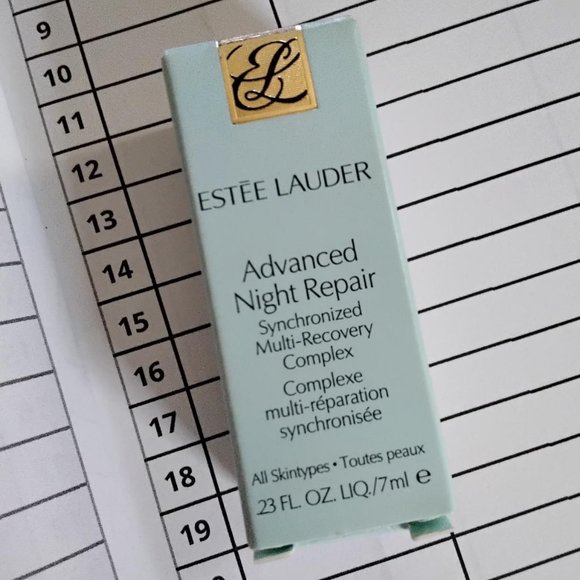 9
10
11
12
13
14
15
16
17
18
19
EL
ESTĒE LAUDER
Advanced
Night Repair
Synchronized
Multi-Recovery
Complex
Complexe
multi-réparation
synchronisée
All Skintypes • Toutes peaux
.23 FL. OZ. LIQ./7ml e